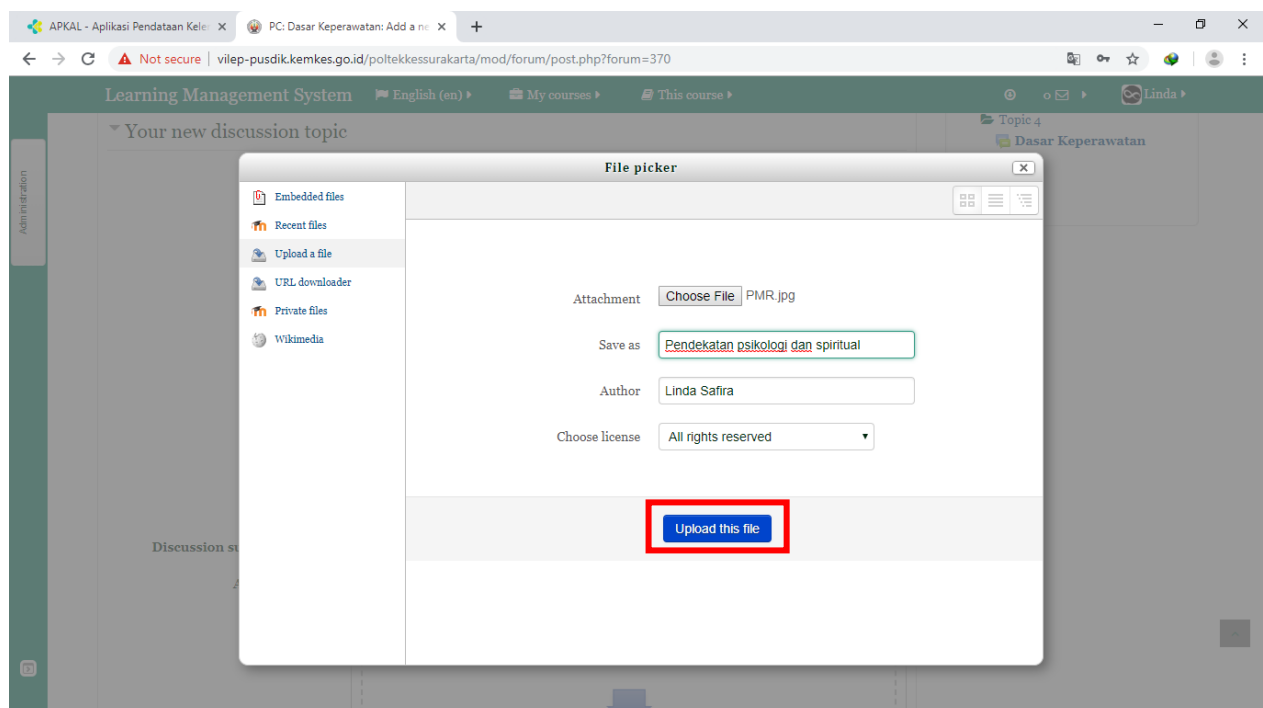 APKAL - Aplikasi Pendataan Kele
PC: Dasar Keperawatan: Add a ne
Not secure | vilep-pusdik.kemkes.go.id/poltekkessurakarta/mod/forum/post.php?forum=370
Learning Management System English (en) My courses This course Linda
Your new discussion topic
Topic 4
Dasar Keperawatan
Administration
File picker
Embedded files
Recent files
Upload a file
URL downloader
Private files
Wikimedia
Attachment Choose File PMR.jpg
Save as Pendekatan psikologi dan spiritual
Author Linda Safira
Choose license All rights reserved
Upload this file
Discussion su